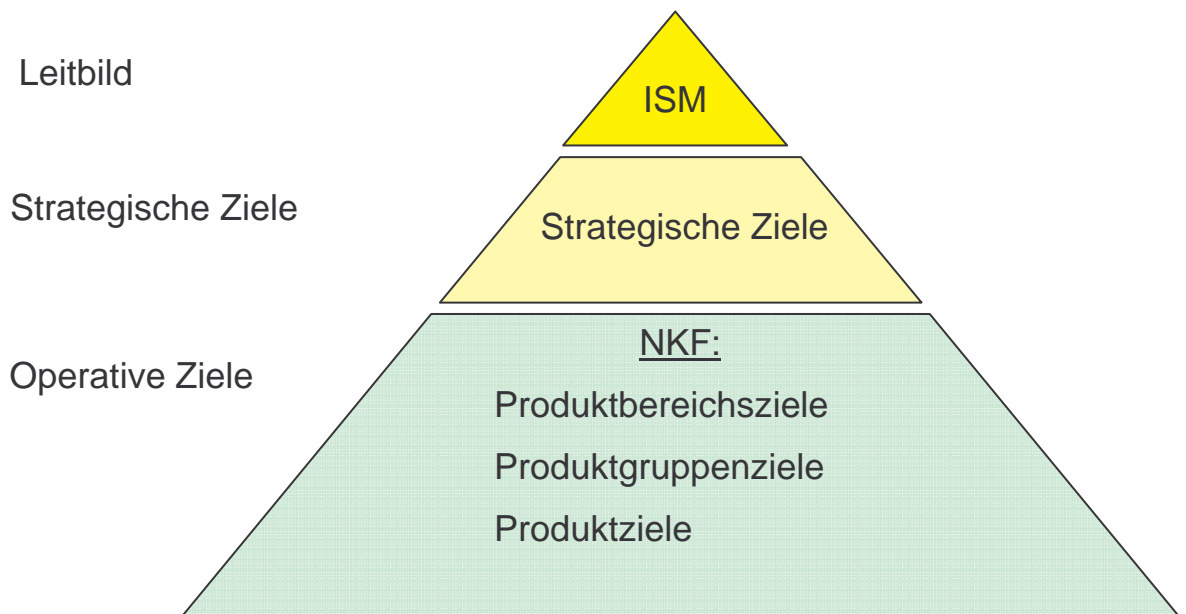 Leitbild
ISM
Strategische Ziele
Strategische Ziele
NKF:
Operative Ziele
Produktbereichsziele
Produktgruppenziele
Produktziele